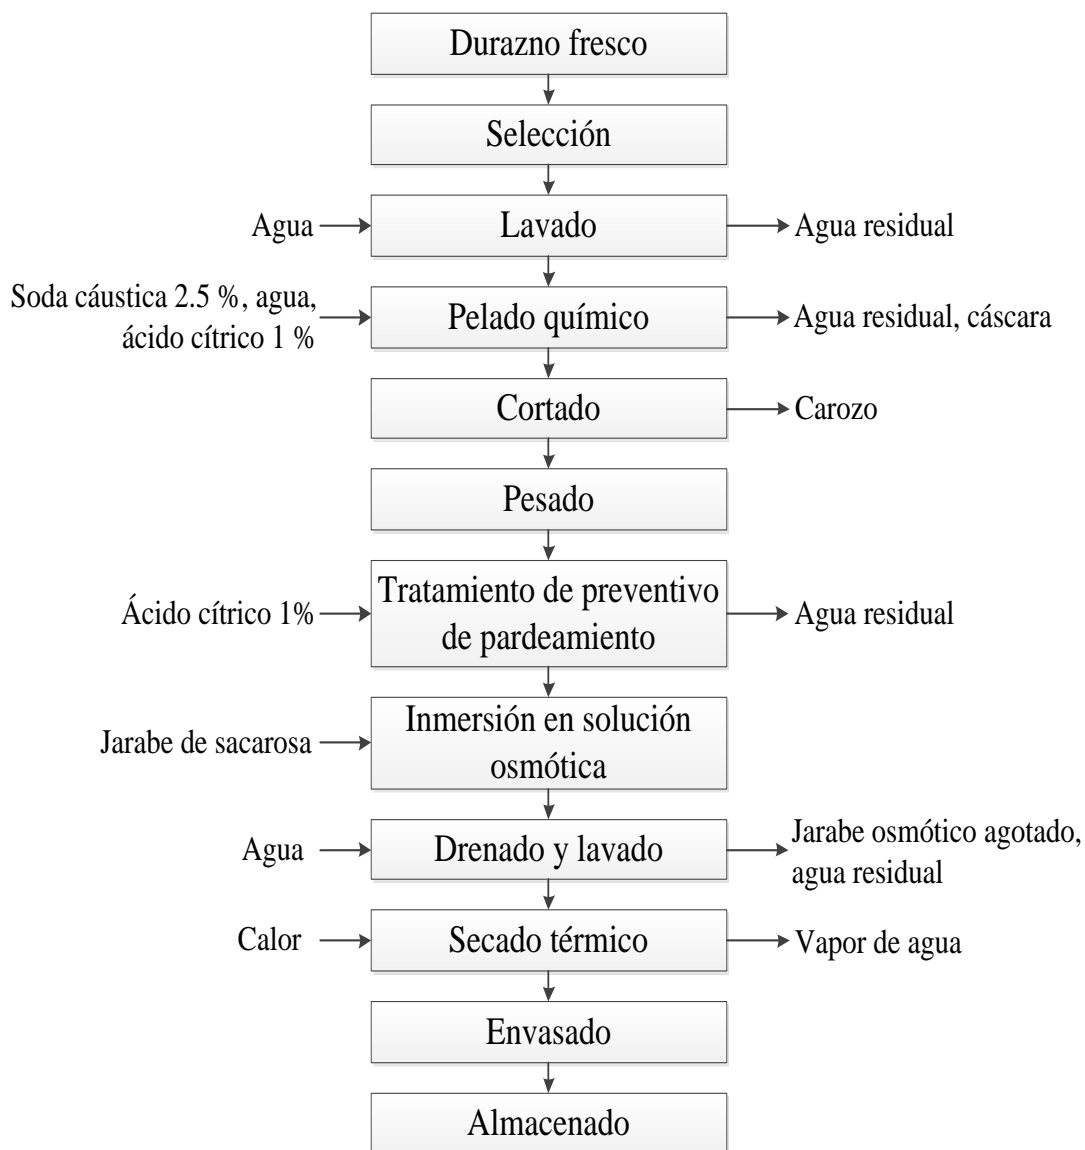 Durazno fresco
Selección
Agua
Lavado
Agua residual
Soda cáustica 2.5 %, agua,
ácido cítrico 1 %
Pelado químico
Agua residual, cáscara
Cortado
Carozo
Pesado
Ácido cítrico 1%
Tratamiento de preventivo
de pardeamiento
Agua residual
Jarabe de sacarosa
Inmersión en solución
osmótica
Agua
Drenado y lavado
Jarabe osmótico agotado,
agua residual
Calor
Secado térmico
Vapor de agua
Envasado
Almacenado